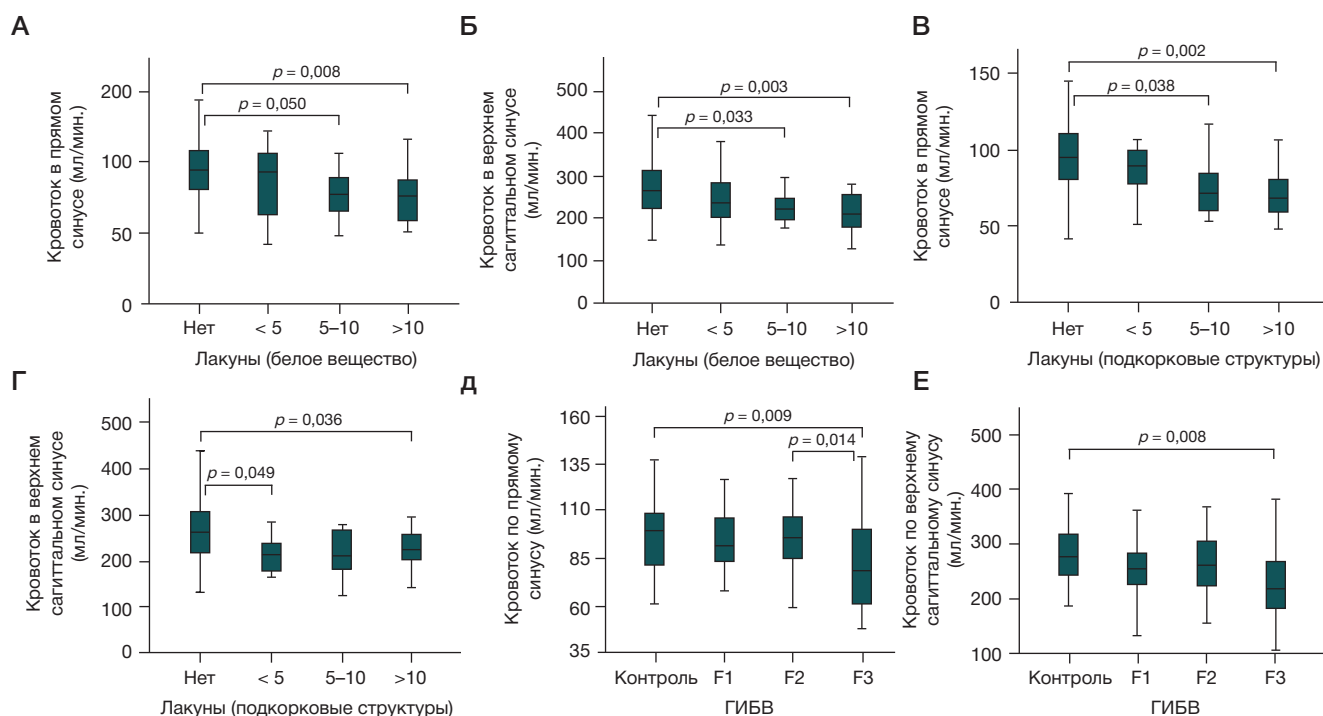 А
Кровоток в прямом
синусе (мл/мин.)
200
100
50
0
p = 0,008
p = 0,050
Нет
< 5
5–10
>10
Лакуны (белое вещество)
Б
Кровоток в верхнем
сагиттальном синусе
(мл/мин.)
500
400
300
200
100
0
p = 0,003
p = 0,033
Нет
< 5
5–10
>10
Лакуны (белое вещество)
В
Кровоток в прямом
синусе (мл/мин.)
150
100
50
0
p = 0,002
p = 0,038
Нет
< 5
5–10
>10
Лакуны (подкорковые структуры)
Г
Кровоток в верхнем
сагиттальном синусе
(мл/мин.)
500
400
300
200
100
0
p = 0,036
p = 0,049
Нет
< 5
5–10
>10
Лакуны (подкорковые структуры)
Д
Кровоток по прямому
синусу (мл/мин.)
160
135
110
85
60
35
p = 0,009
p = 0,014
Контроль
F1
F2
F3
ГИБВ
Е
Кровоток по верхнему
сагиттальному синусу
(мл/мин.)
500
400
300
200
100
p = 0,008
Контроль
F1
F2
F3
ГИБВ